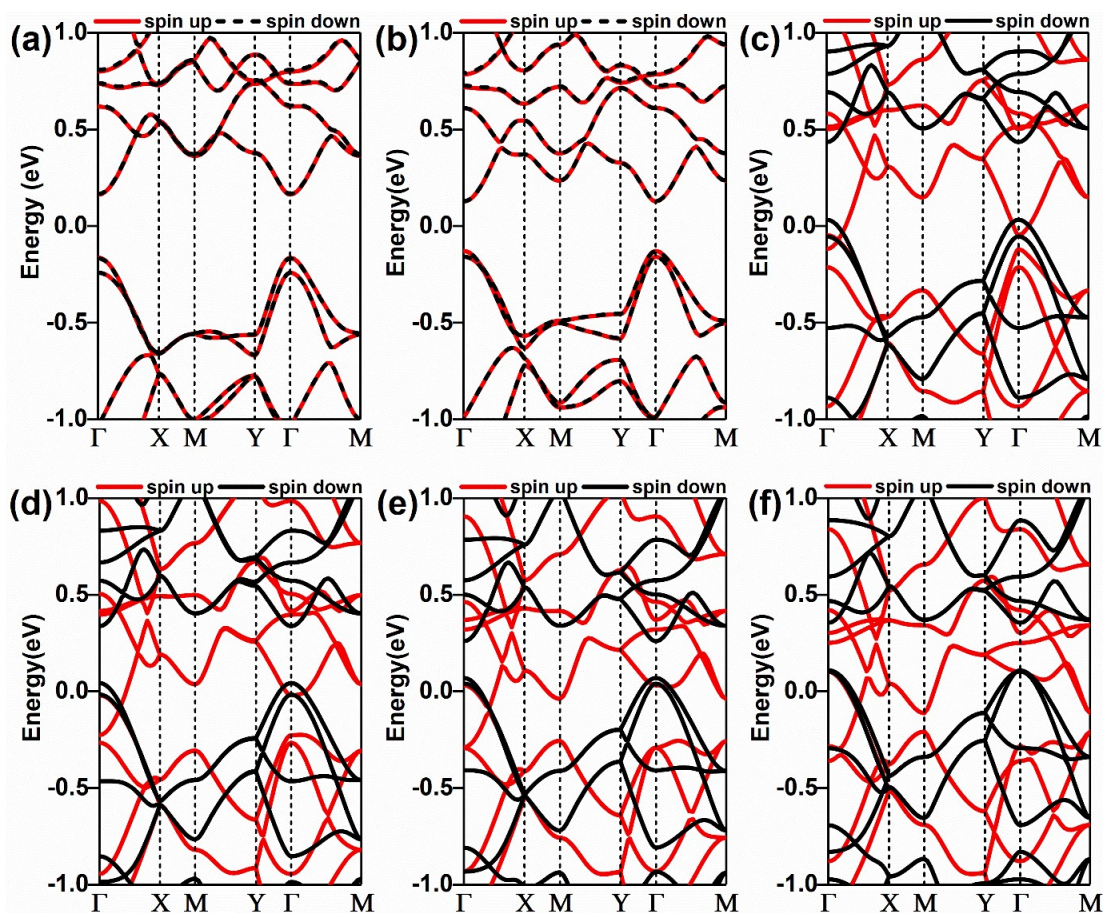 spin up spin down spin up spin down spin up spin down
(a) (b) (c)
1.0 1.0 1.0
0.5 0.5 0.5
0.0 0.0 0.0
-0.5 -0.5 -0.5
-1.0 -1.0 -1.0
Energy (eV) Energy(eV) Energy(eV)
Γ X M Y Γ M Γ X M Y Γ M Γ X M Y Γ M
spin up spin down spin up spin down spin up spin down
(d) (e) (f)
1.0 1.0 1.0
0.5 0.5 0.5
0.0 0.0 0.0
-0.5 -0.5 -0.5
-1.0 -1.0 -1.0
Energy(eV) Energy(eV) Energy(eV)
Γ X M Y Γ M Γ X M Y Γ M Γ X M Y Γ M